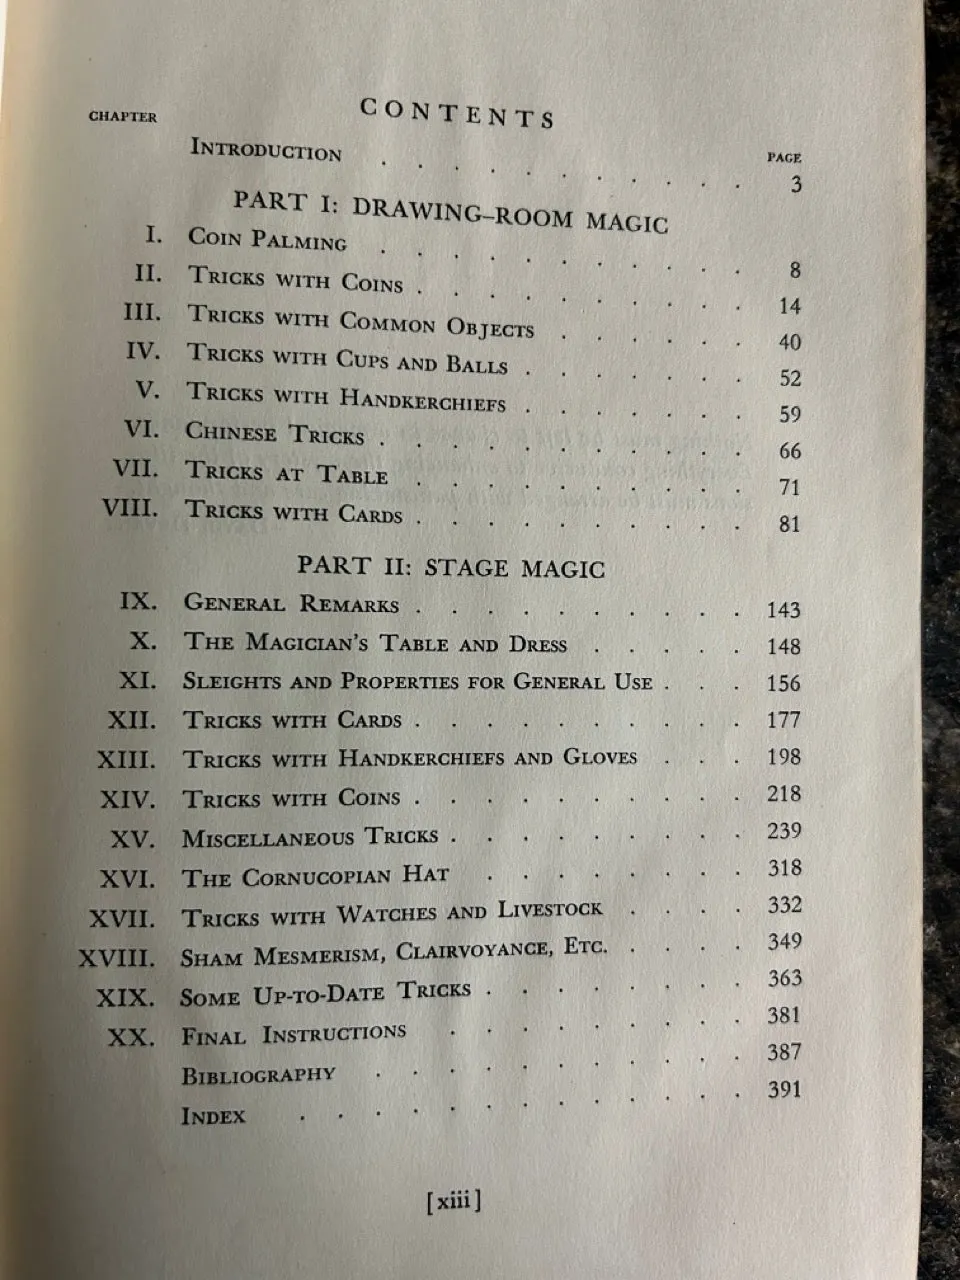 CONTENTS
CHAPTER PAGE
INTRODUCTION . . . . . . . . . . . 3
PART I: DRAWING–ROOM MAGIC
I. COIN PALMING . . . . . . . . . . . 8
II. TRICKS WITH COINS . . . . . . . . . . 14
III. TRICKS WITH COMMON OBJECTS . . . . . . 40
IV. TRICKS WITH CUPS AND BALLS . . . . . . . 52
V. TRICKS WITH HANDKERCHIEFS . . . . . . . 59
VI. CHINESE TRICKS . . . . . . . . . . . 66
VII. TRICKS AT TABLE . . . . . . . . . . 71
VIII. TRICKS WITH CARDS . . . . . . . . . . 81
PART II: STAGE MAGIC
IX. GENERAL REMARKS . . . . . . . . . . 143
X. THE MAGICIAN'S TABLE AND DRESS . . . . . 148
XI. SLEIGHTS AND PROPERTIES FOR GENERAL USE . . . 156
XII. TRICKS WITH CARDS . . . . . . . . . . 177
XIII. TRICKS WITH HANDKERCHIEFS AND GLOVES . . . 198
XIV. TRICKS WITH COINS . . . . . . . . . . 218
XV. MISCELLANEOUS TRICKS . . . . . . . . . 239
XVI. THE CORNUCOPIAN HAT . . . . . . . . 318
XVII. TRICKS WITH WATCHES AND LIVESTOCK . . . . 332
XVIII. SHAM MESMERISM, CLAIRVOYANCE, ETC. . . . . 349
XIX. SOME UP-TO-DATE TRICKS . . . . . . . . 363
XX. FINAL INSTRUCTIONS . . . . . . . . . 381
BIBLIOGRAPHY . . . . . . . . . . . 387
INDEX . . . . . . . . . . . . . 391
[xiii]